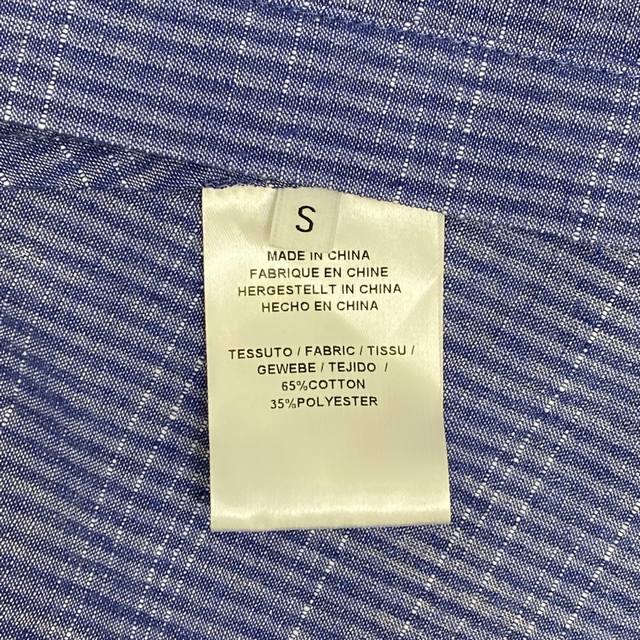 S
MADE IN CHINA
FABRIQUE EN CHINE
HERGESTELLT IN CHINA
HECHO EN CHINA
TESSUTO / FABRIC / TISSU /
GEWEBE / TEJIDO /
65%COTTON
35%POLYESTER